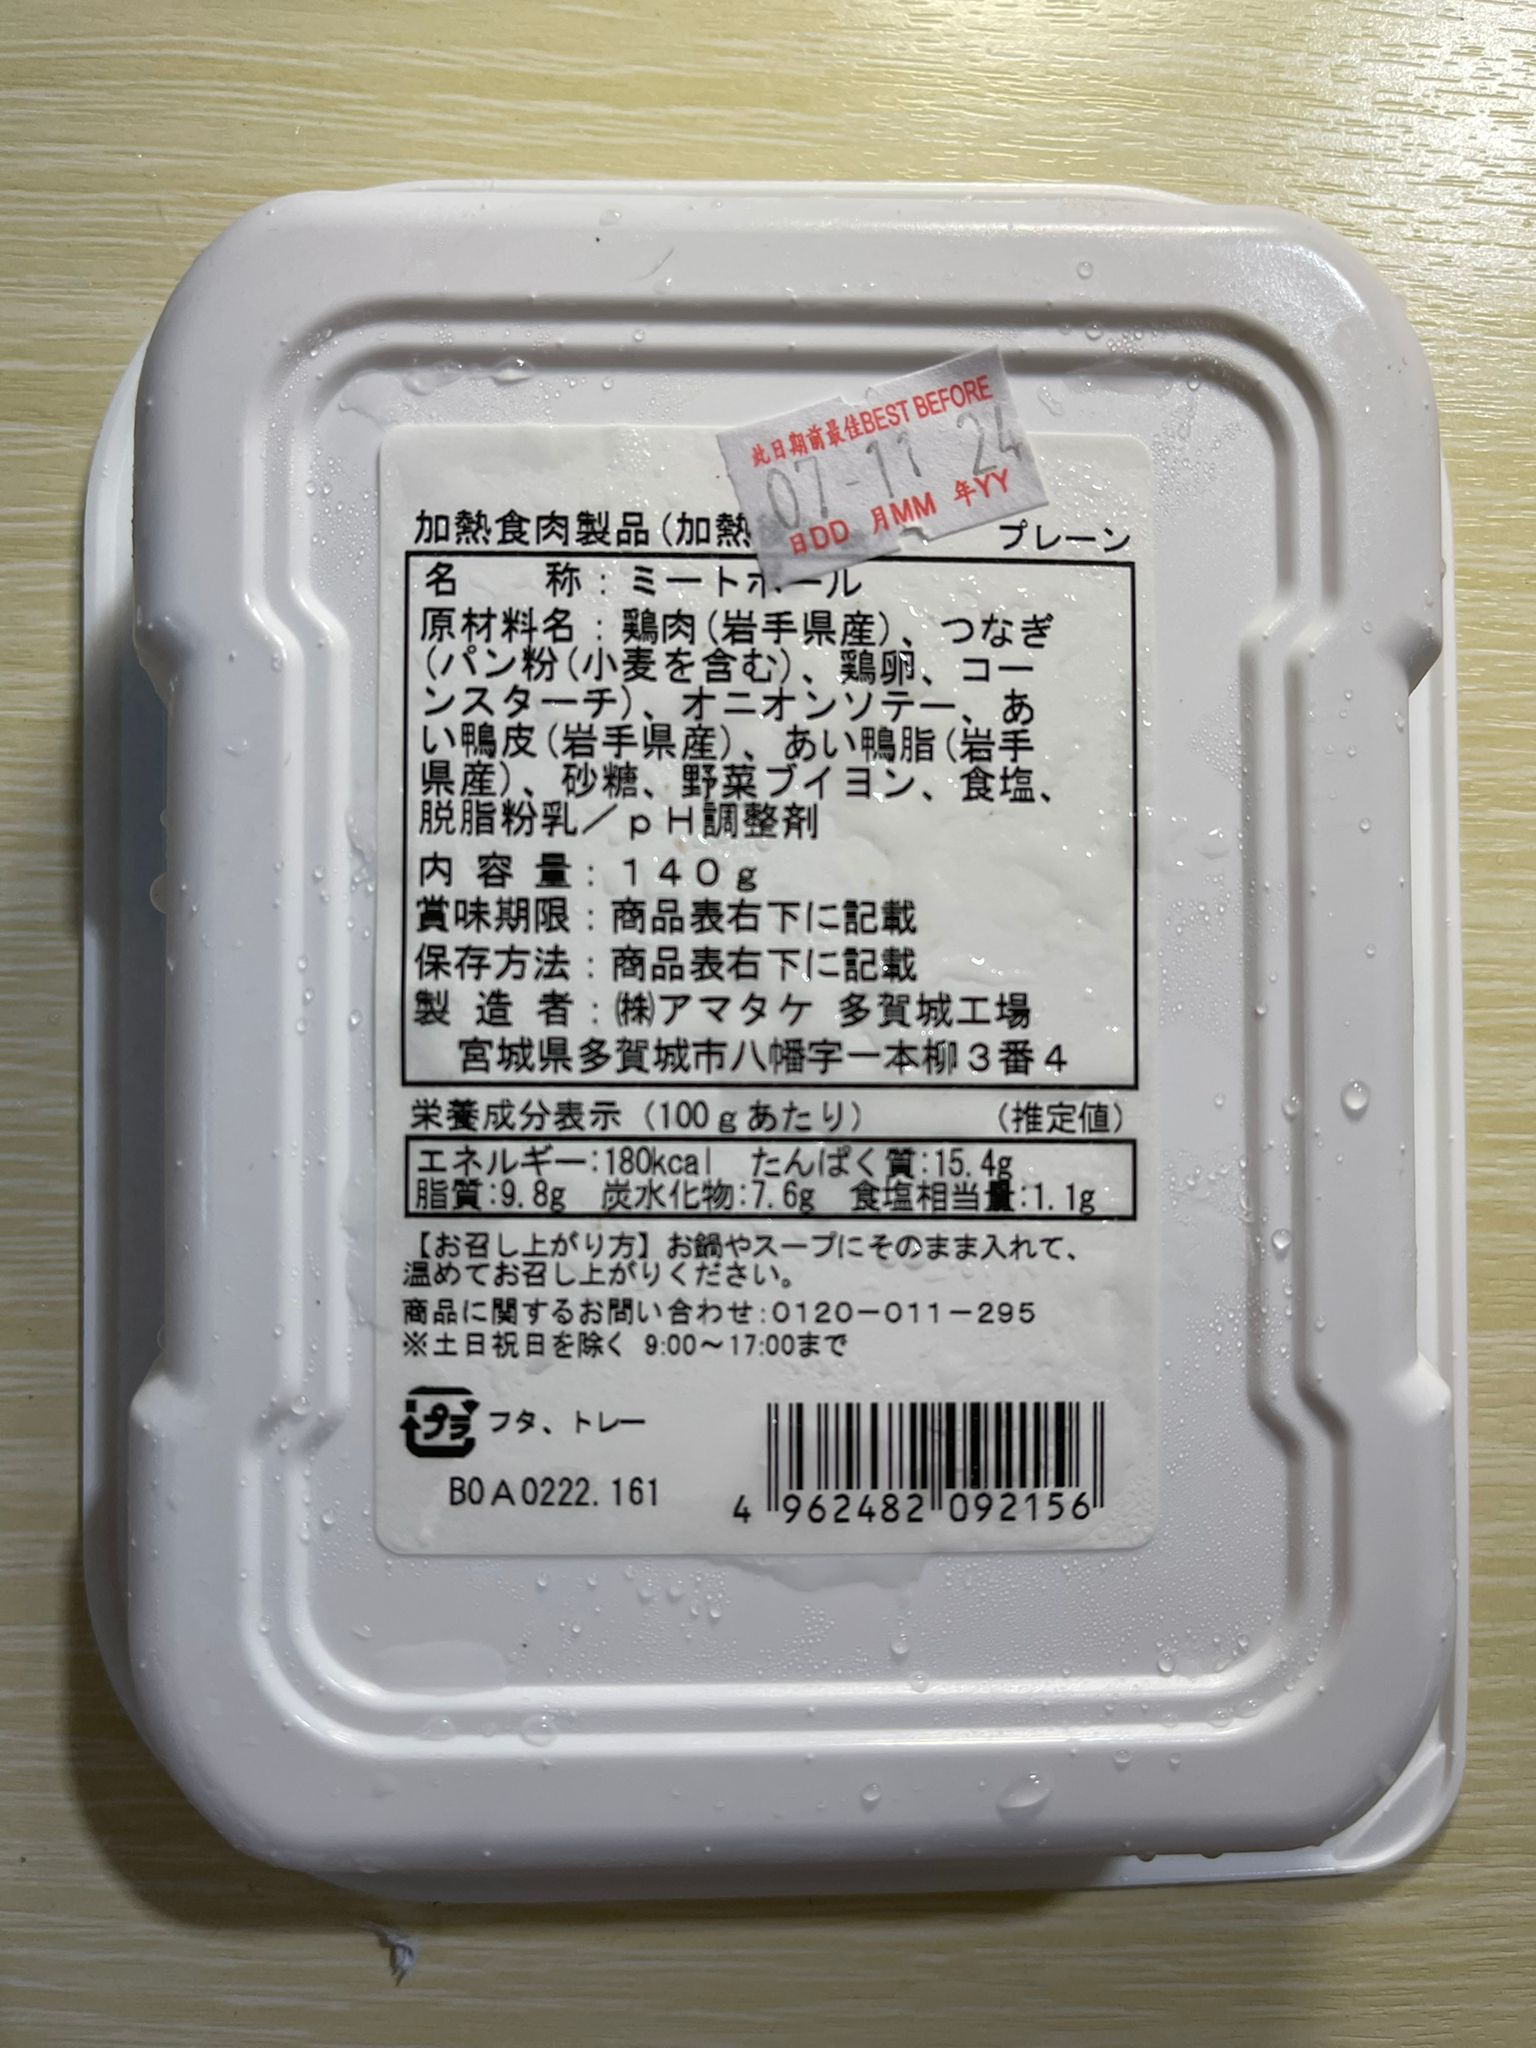 此日期前最佳BEST BEFORE
07-11 24
日DD 月MM 年YY
加熱食肉製品(加熱
プレーン
名 称:ミートボール
原材料名:鶏肉(岩手県産)、つなぎ
(パン粉(小麦を含む)、鶏卵、コー
ンスターチ)、オニオンソテー、あ
い鴨皮(岩手県産)、あい鴨脂(岩手
県産)、砂糖、野菜ブイヨン、食塩、
脱脂粉乳/pH調整剤
内 容 量:140g
賞味期限:商品表右下に記載
保存方法:商品表右下に記載
製 造 者:㈱アマタケ 多賀城工場
宮城県多賀城市八幡字一本柳3番4
栄養成分表示(100gあたり) (推定値)
エネルギー:180kcal たんぱく質:15.4g
脂質:9.8g 炭水化物:7.6g 食塩相当量:1.1g
【お召し上がり方】お鍋やスープにそのまま入れて、
温めてお召し上がりください。
商品に関するお問い合わせ:0120-011-295
※土日祝日を除く 9:00~17:00まで
プラ フタ、トレー
B0A0222.161
4 962482 092156